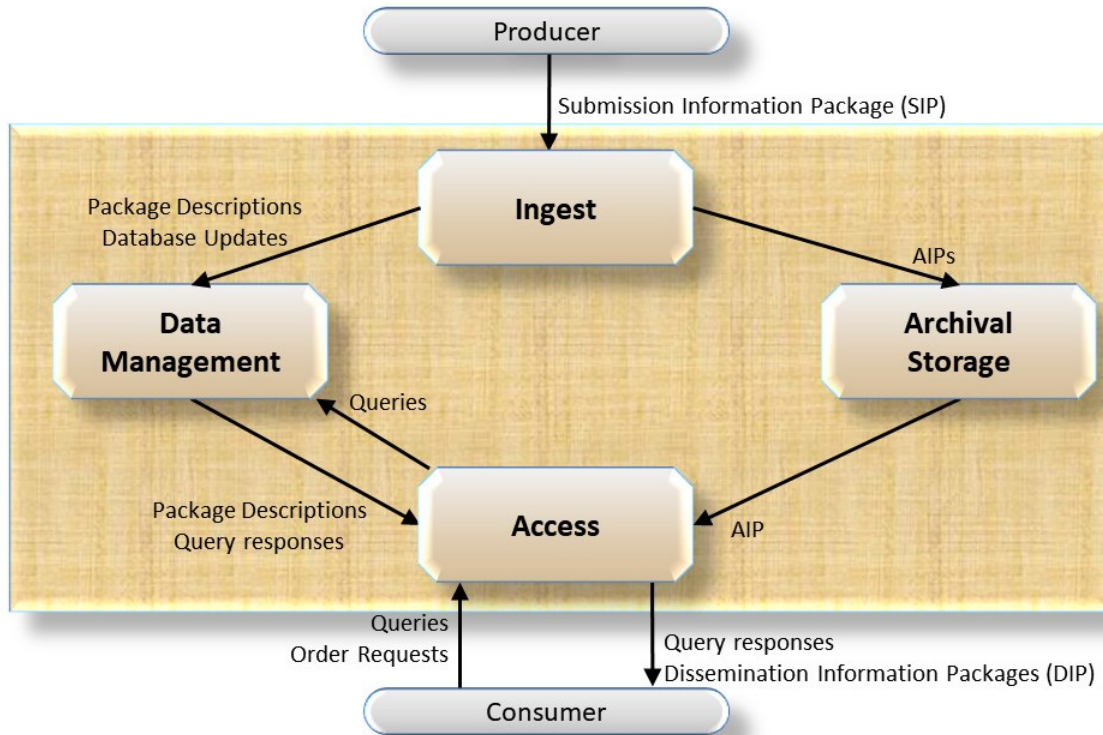 Producer
Submission Information Package (SIP)
Ingest
Package Descriptions
Database Updates
AIPs
Data
Management
Archival
Storage
Queries
Package Descriptions
Query responses
Access
AIP
Queries
Order Requests
Query responses
Dissemination Information Packages (DIP)
Consumer